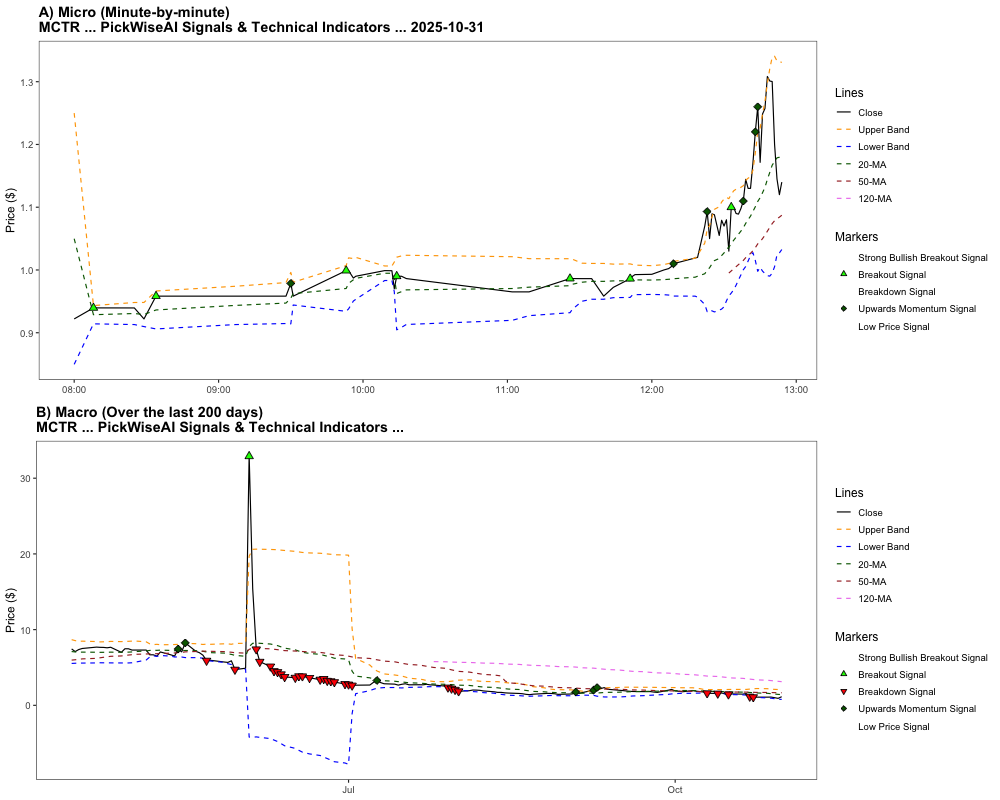 A) Micro (Minute-by-minute)
MCTR ... PickWiseAI Signals & Technical Indicators ... 2025-10-31
Price ($)
1.3
1.2
1.1
1.0
0.9
08:00
09:00
10:00
11:00
12:00
13:00
Lines
Close
Upper Band
Lower Band
20-MA
50-MA
120-MA
Markers
Strong Bullish Breakout Signal
Breakout Signal
Breakdown Signal
Upwards Momentum Signal
Low Price Signal
B) Macro (Over the last 200 days)
MCTR ... PickWiseAI Signals & Technical Indicators ...
Price ($)
30
20
10
0
Jul
Oct
Lines
Close
Upper Band
Lower Band
20-MA
50-MA
120-MA
Markers
Strong Bullish Breakout Signal
Breakout Signal
Breakdown Signal
Upwards Momentum Signal
Low Price Signal